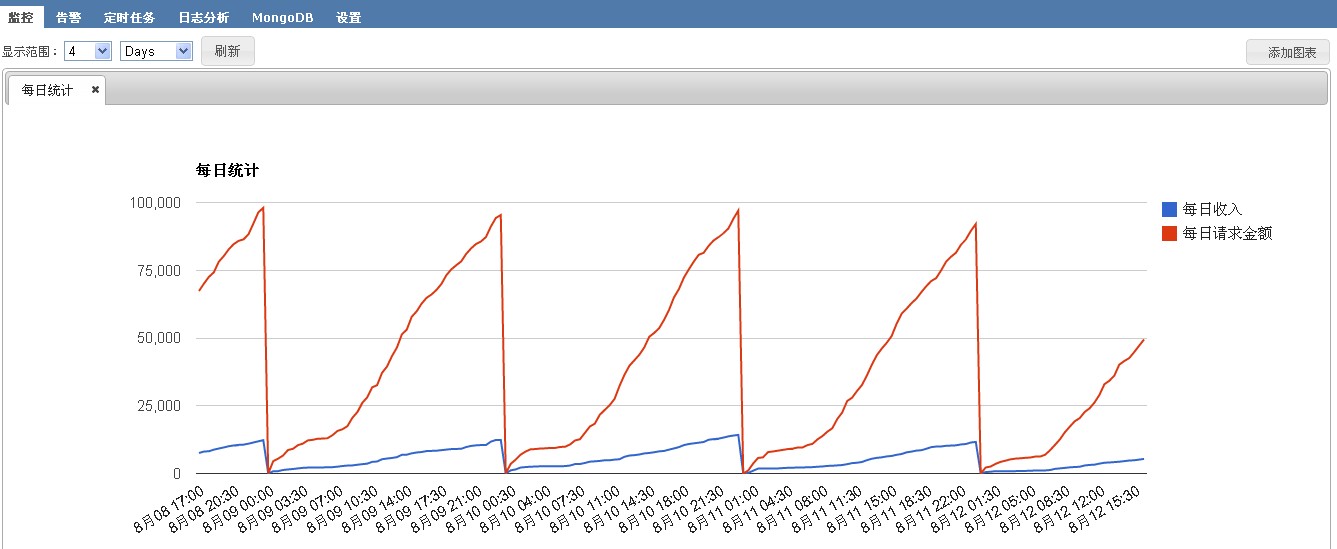 监控 告警 定时任务 日志分析 MongoDB 设置
显示范围： 4 Days 刷新 添加图表
每日统计 ✖
每日统计
100,000
75,000
50,000
25,000
0
每日收入
每日请求金额
8月08 17:00
8月08 20:30
8月09 00:00
8月09 03:30
8月09 07:00
8月09 10:30
8月09 14:00
8月09 17:30
8月09 21:00
8月10 00:30
8月10 04:00
8月10 07:30
8月10 11:00
8月10 14:30
8月10 18:00
8月10 21:30
8月11 01:00
8月11 04:30
8月11 08:00
8月11 11:30
8月11 15:00
8月11 18:30
8月11 22:00
8月12 01:30
8月12 05:00
8月12 08:30
8月12 12:00
8月12 15:30